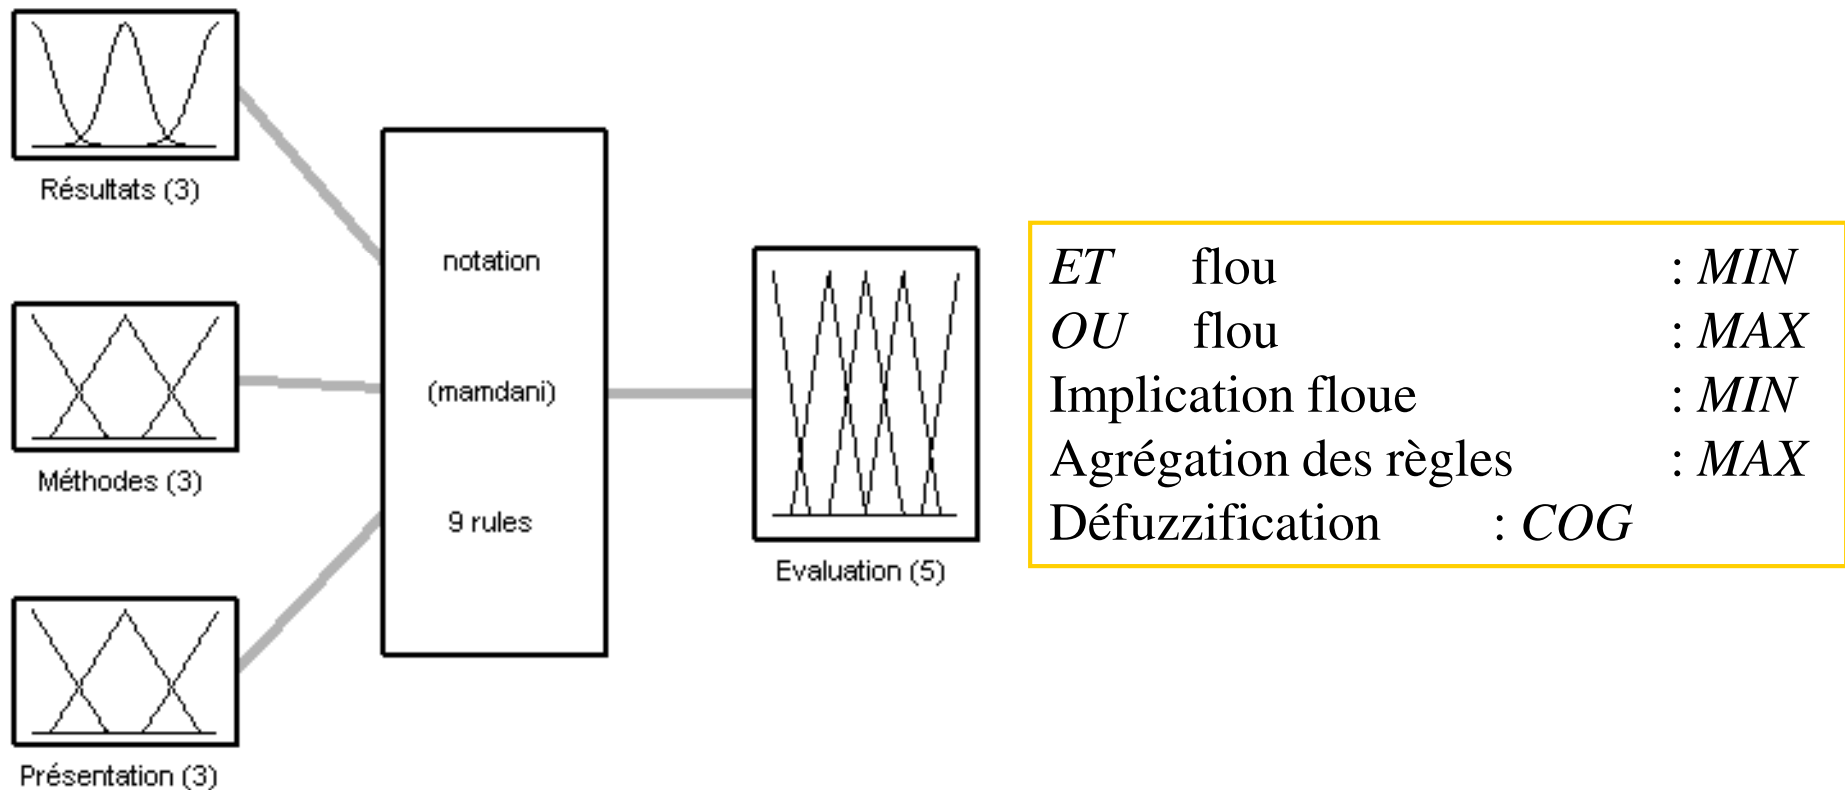 Résultats (3)
Méthodes (3)
Présentation (3)
notation
(mamdani)
9 rules
Evaluation (5)
ET flou : MIN
OU flou : MAX
Implication floue : MIN
Agrégation des règles : MAX
Défuzzification : COG